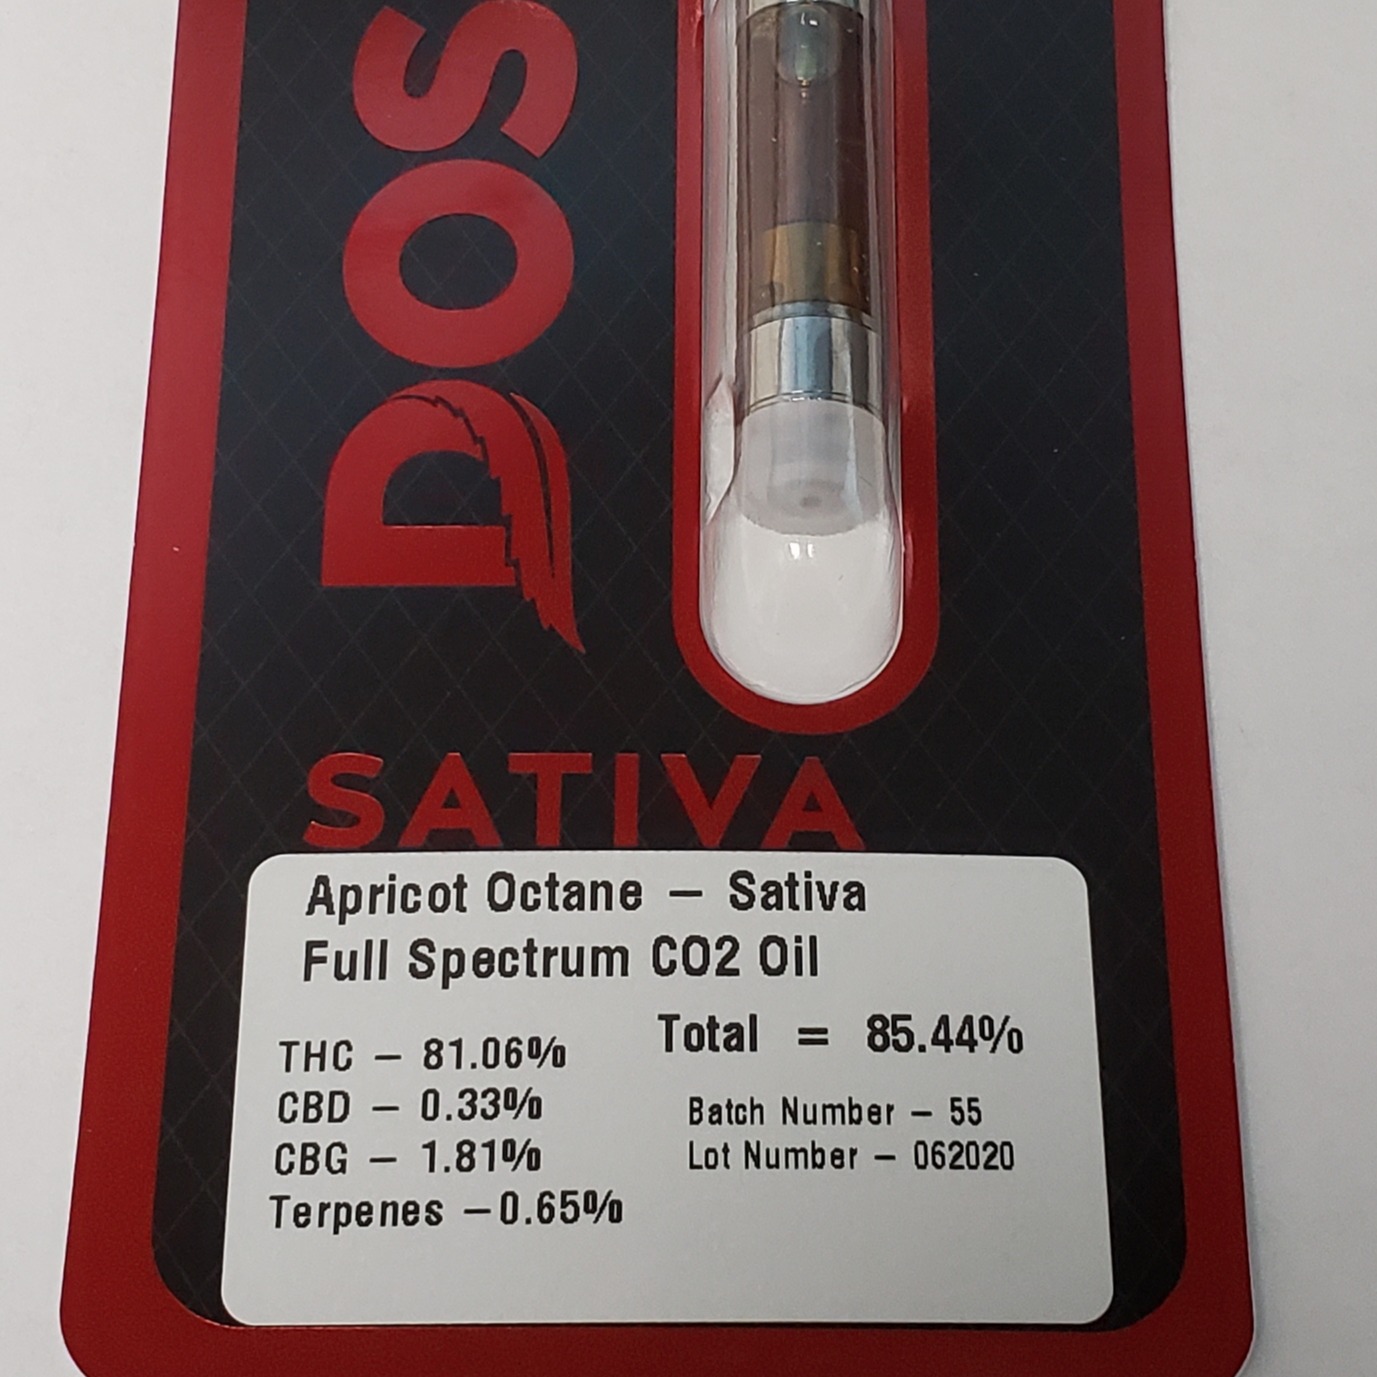 DOS
SATIVA
Apricot Octane – Sativa
Full Spectrum CO2 Oil
Total = 85.44%
THC – 81.06%
CBD – 0.33%
CBG – 1.81%
Terpenes –0.65%
Batch Number – 55
Lot Number – 062020